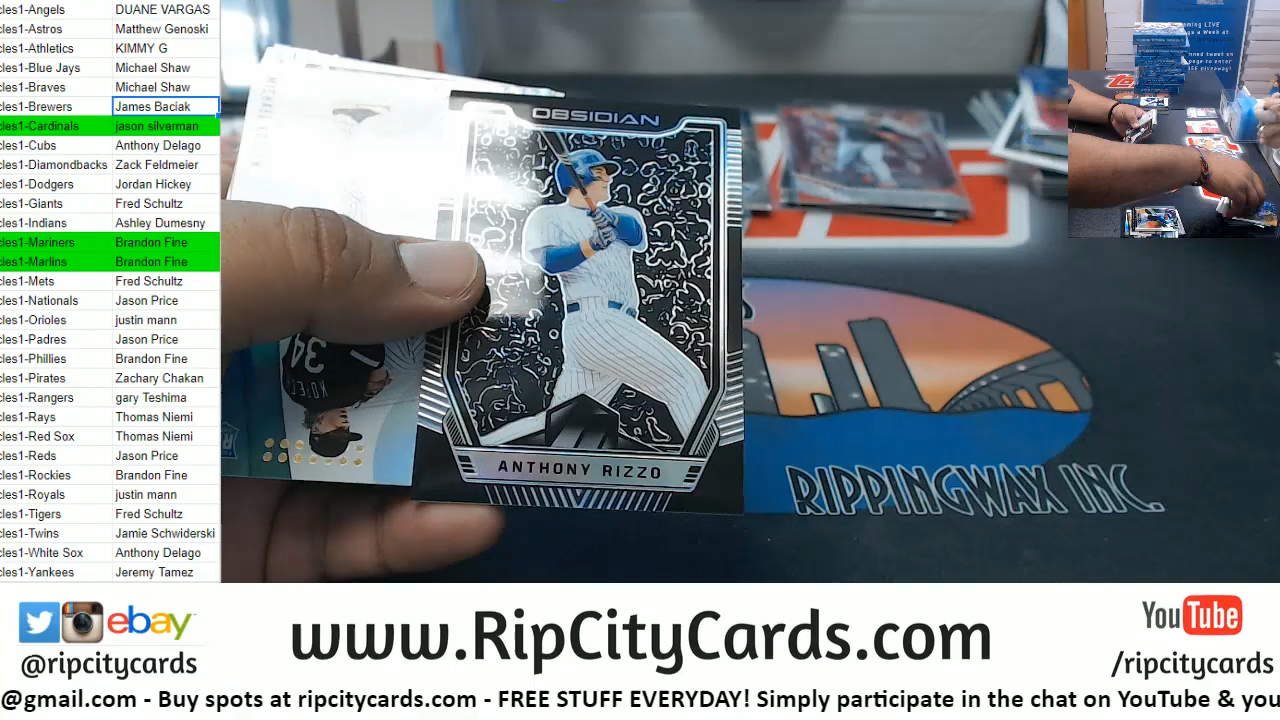 cles1-Angels DUANE VARGAS
cles1-Astros Matthew Genoski
cles1-Athletics KIMMY G
cles1-Blue Jays Michael Shaw
cles1-Braves Michael Shaw
cles1-Brewers James Baciak
cles1-Cardinals jason silverman
cles1-Cubs Anthony Delago
cles1-Diamondbacks Zack Feldmeier
cles1-Dodgers Jordan Hickey
cles1-Giants Fred Schultz
cles1-Indians Ashley Dumesny
cles1-Mariners Brandon Fine
cles1-Marlins Brandon Fine
cles1-Mets Fred Schultz
cles1-Nationals Jason Price
cles1-Orioles justin mann
cles1-Padres Jason Price
cles1-Phillies Brandon Fine
cles1-Pirates Zachary Chakan
cles1-Rangers gary Teshima
cles1-Rays Thomas Niemi
cles1-Red Sox Thomas Niemi
cles1-Reds Jason Price
cles1-Rockies Brandon Fine
cles1-Royals justin mann
cles1-Tigers Fred Schultz
cles1-Twins Jamie Schwiderski
cles1-White Sox Anthony Delago
cles1-Yankees Jeremy Tamez
OBSIDIAN
ANTHONY RIZZO
34
RIPPINGWAX INC.
ebay
@ripcitycards
www.RipCityCards.com
YouTube
/ripcitycards
@gmail.com - Buy spots at ripcitycards.com - FREE STUFF EVERYDAY! Simply participate in the chat on YouTube & you